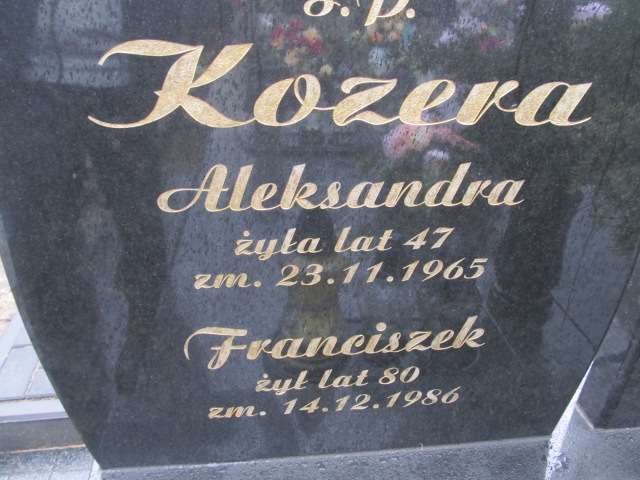 ś.p.
Kozera
Aleksandra
żyła lat 47
zm. 23.11.1965
Franciszek
żył lat 80
zm. 14.12.1986